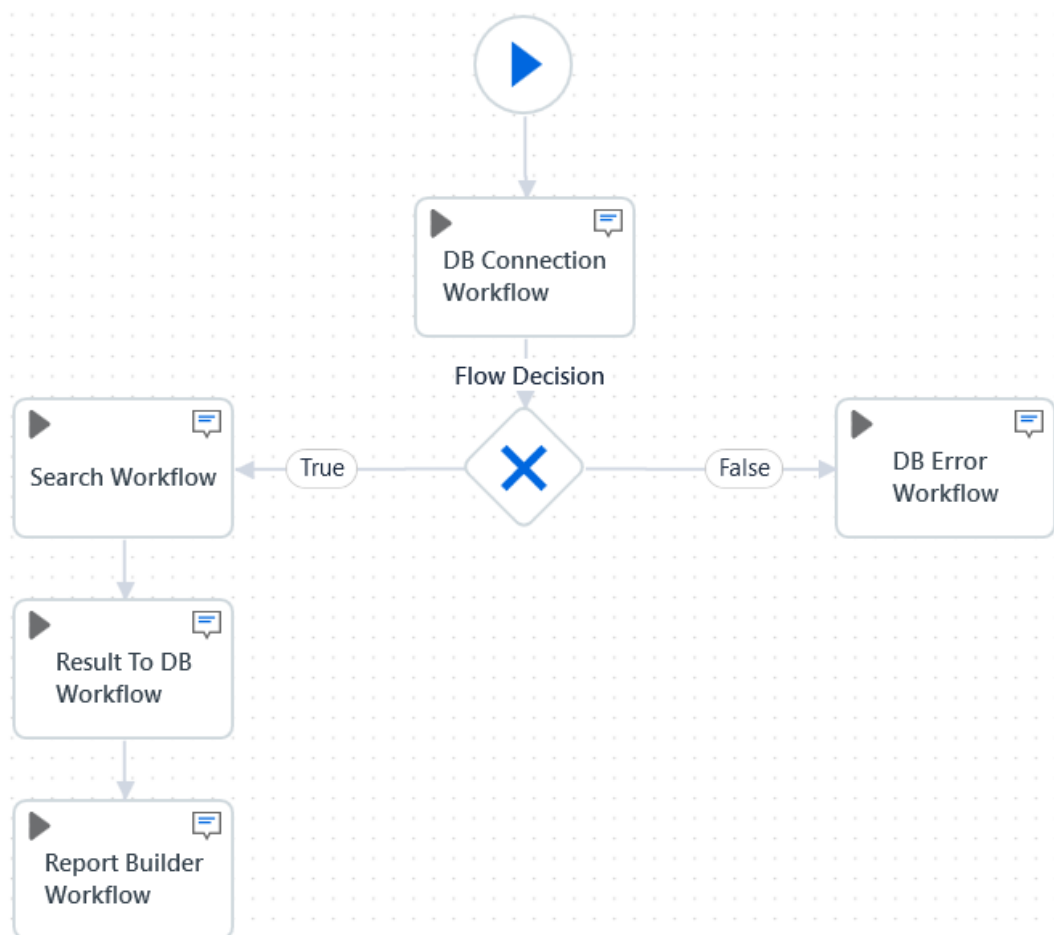 DB Connection
Workflow
Flow Decision
Search Workflow
True
False
DB Error
Workflow
Result To DB
Workflow
Report Builder
Workflow